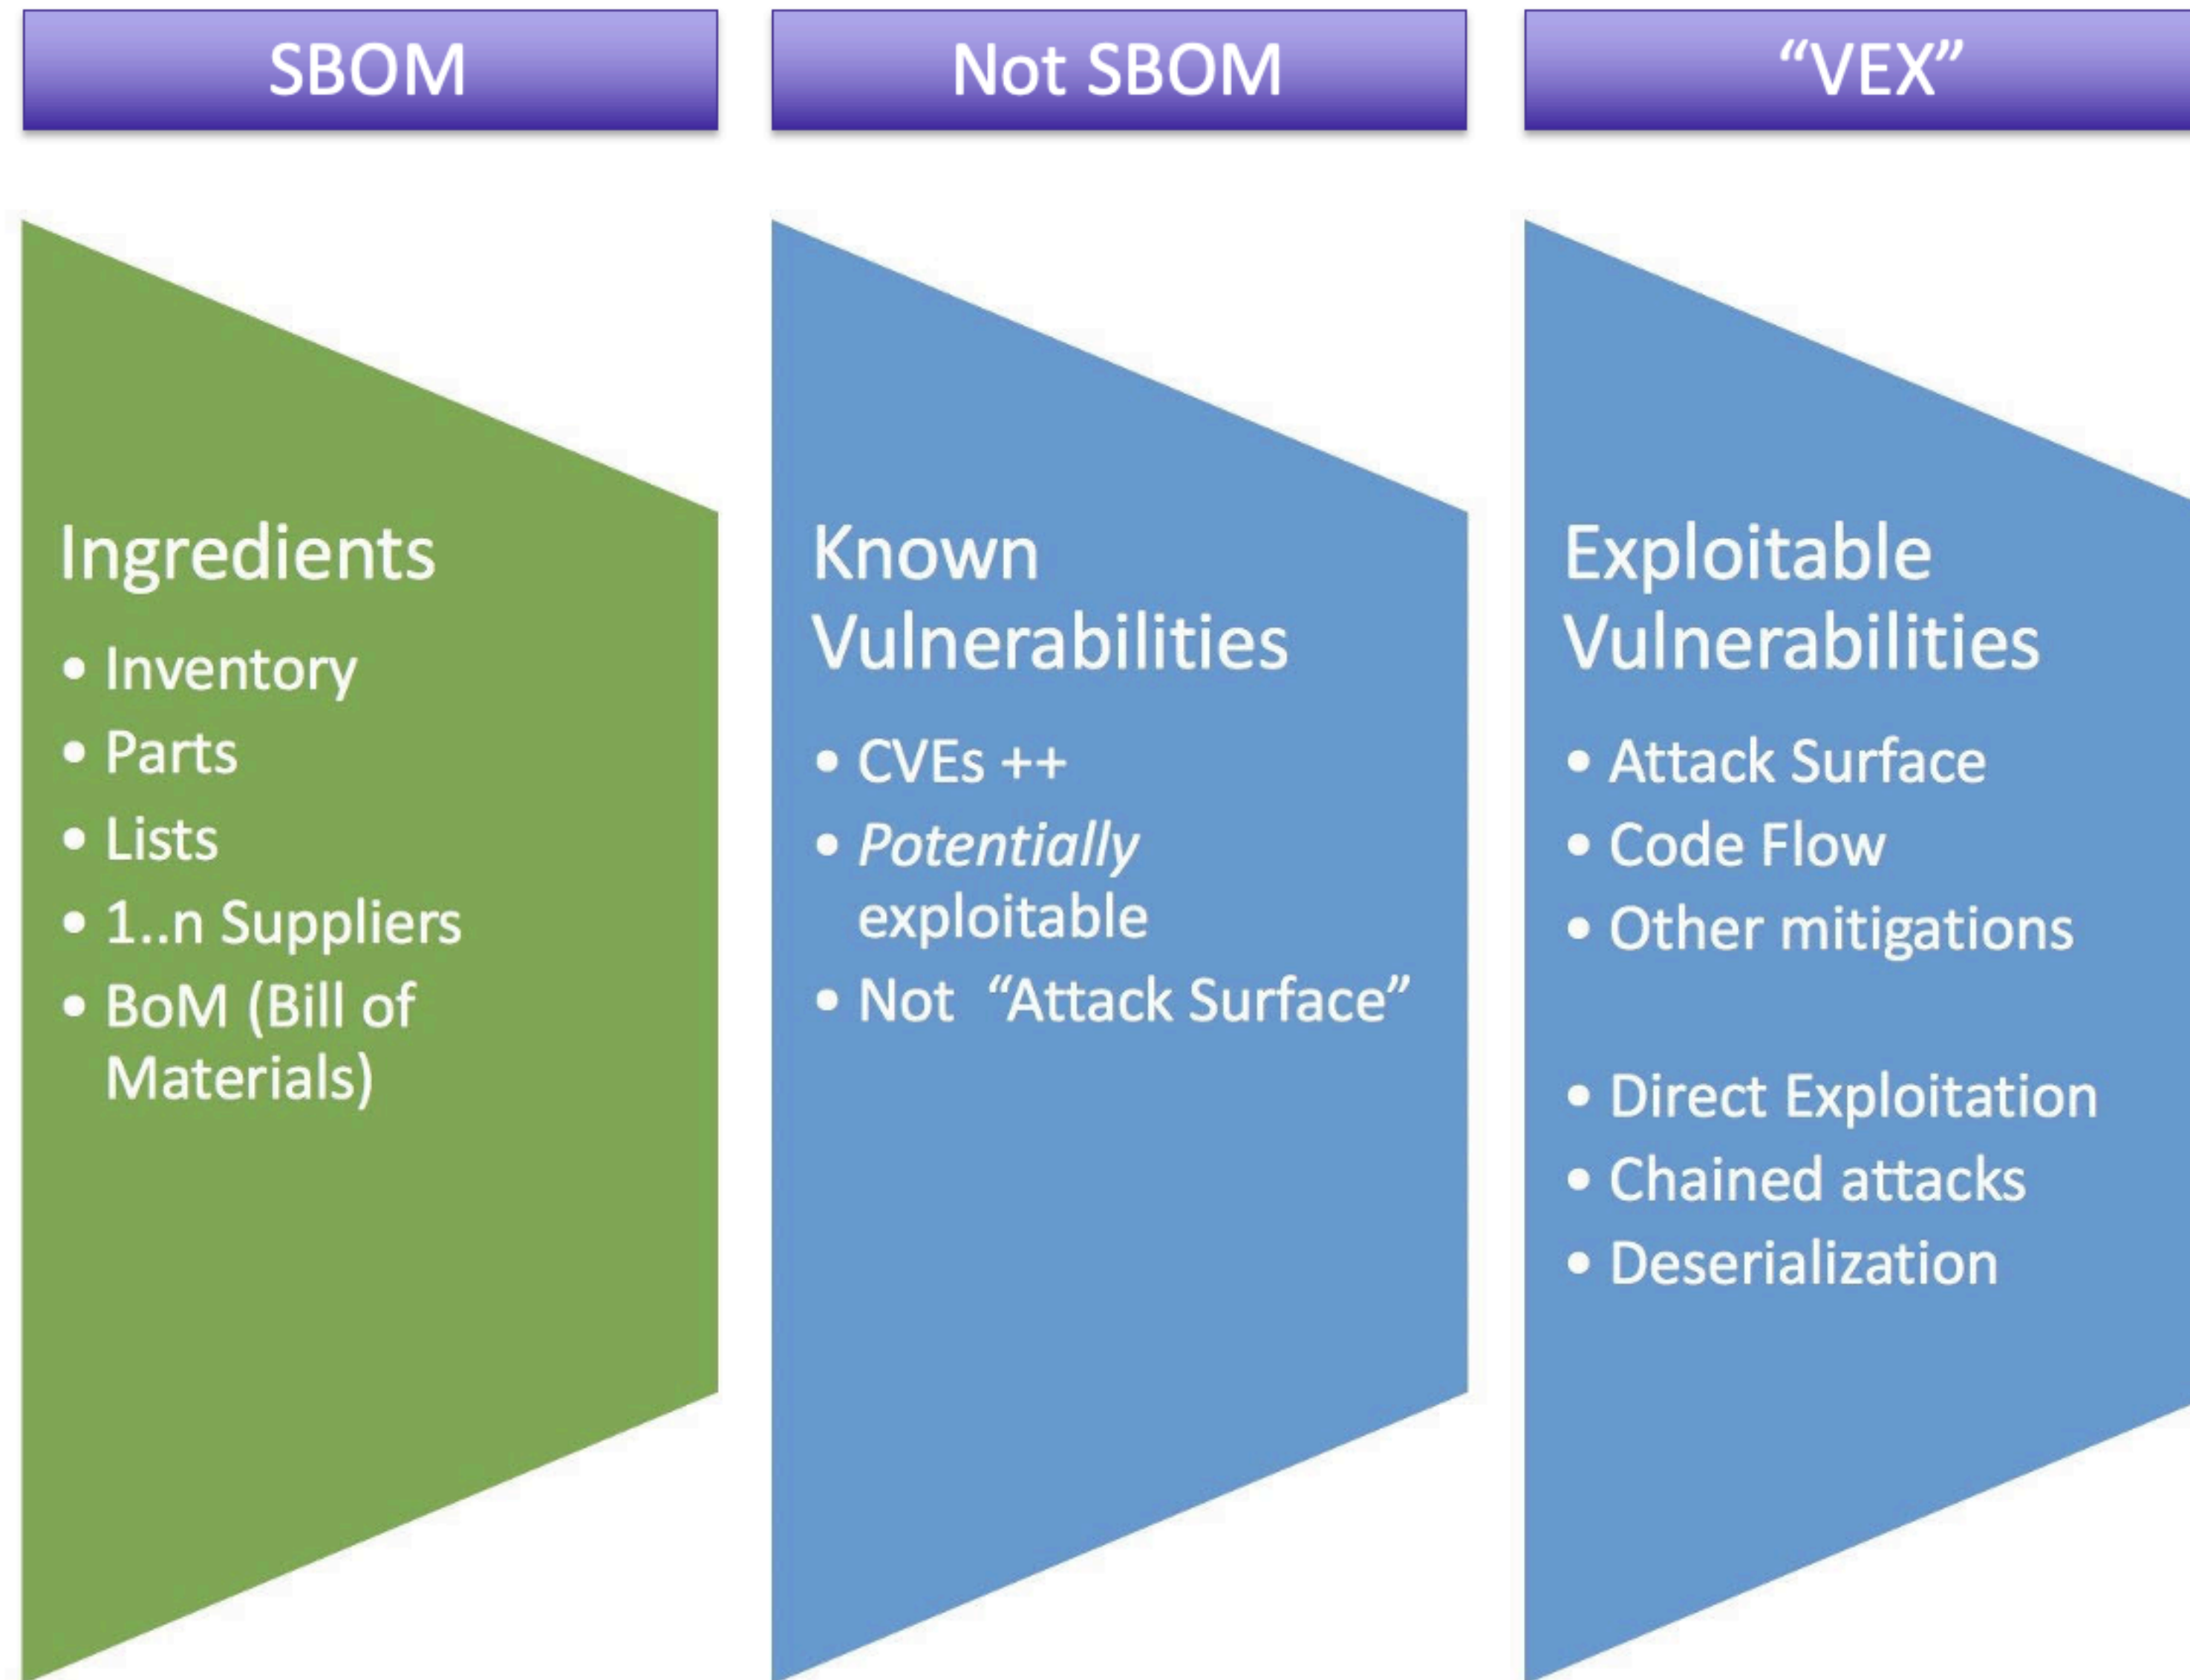 SBOM
Not SBOM
“VEX”
Ingredients
• Inventory
• Parts
• Lists
• 1..n Suppliers
• BoM (Bill of
Materials)
Known
Vulnerabilities
• CVEs ++
• Potentially
exploitable
• Not “Attack Surface”
Exploitable
Vulnerabilities
• Attack Surface
• Code Flow
• Other mitigations
• Direct Exploitation
• Chained attacks
• Deserialization